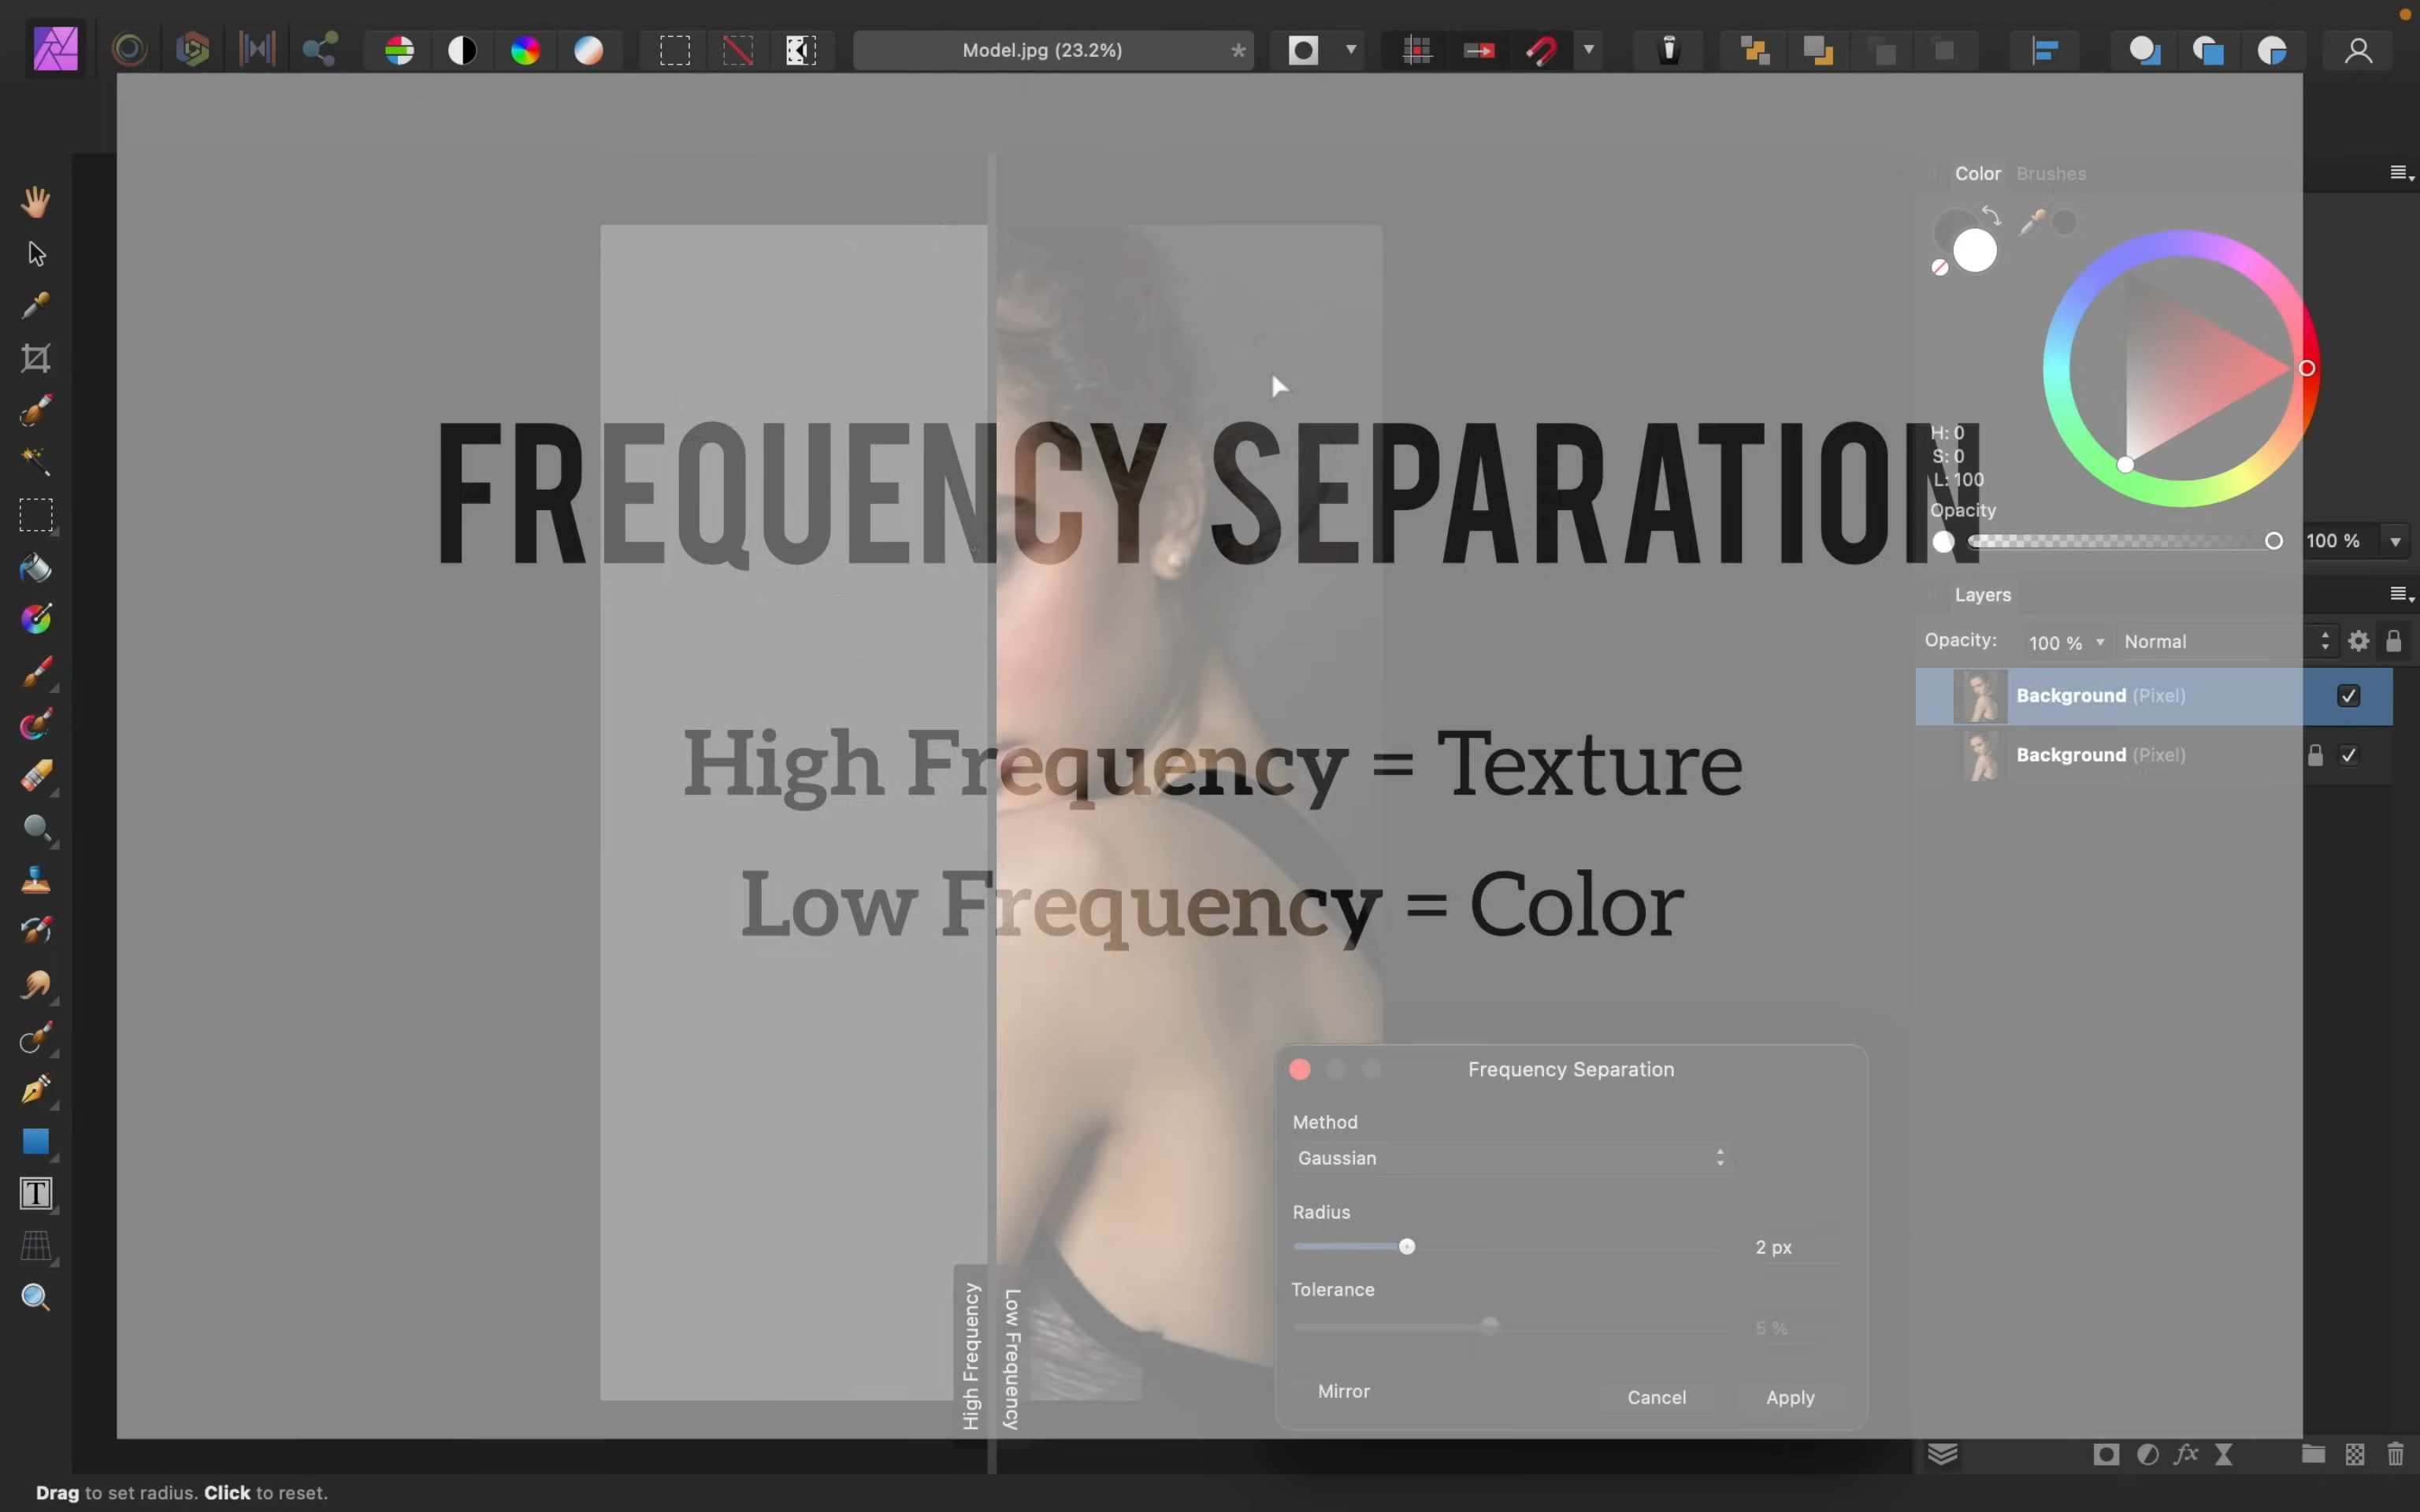 Model.jpg (23.2%)
*
Color Brushes
FREQUENCY SEPARATION
H: 0
S: 0
L: 100
Opacity
100 %
Layers
Opacity: 100 % Normal
Background (Pixel)
Background (Pixel)
High Frequency = Texture
Low Frequency = Color
Frequency Separation
Method
Gaussian
Radius
2 px
Tolerance
5 %
Mirror
Cancel
Apply
High Frequency
Low Frequency
T
fx
Drag to set radius. Click to reset.